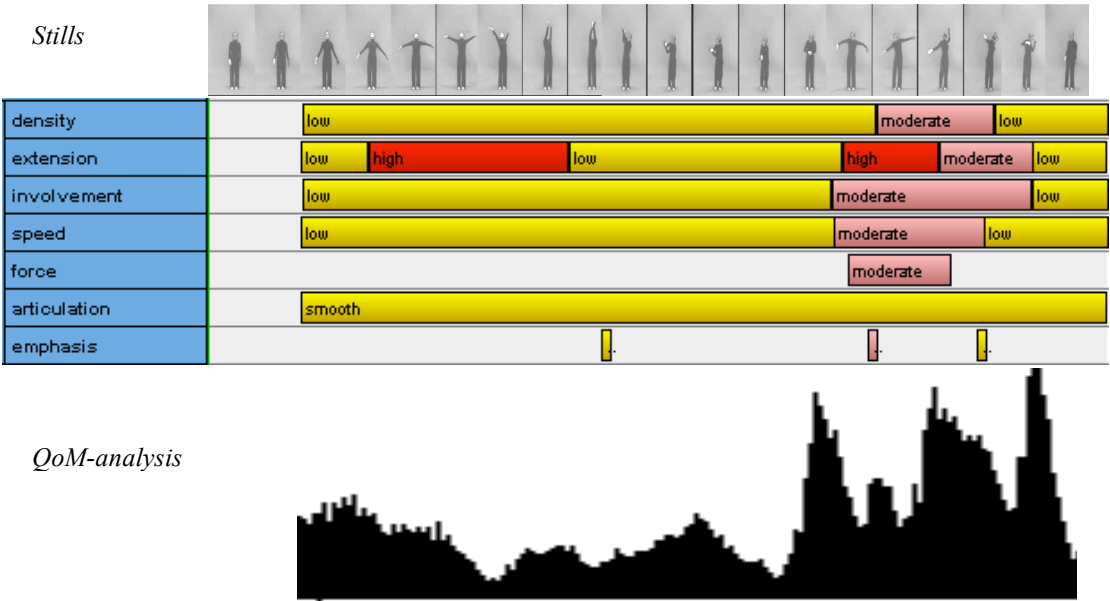 Stills
density low moderate low
extension low high low high moderate low
involvement low moderate low
speed low moderate low
force moderate
articulation smooth
emphasis .. .. ..
QoM-analysis